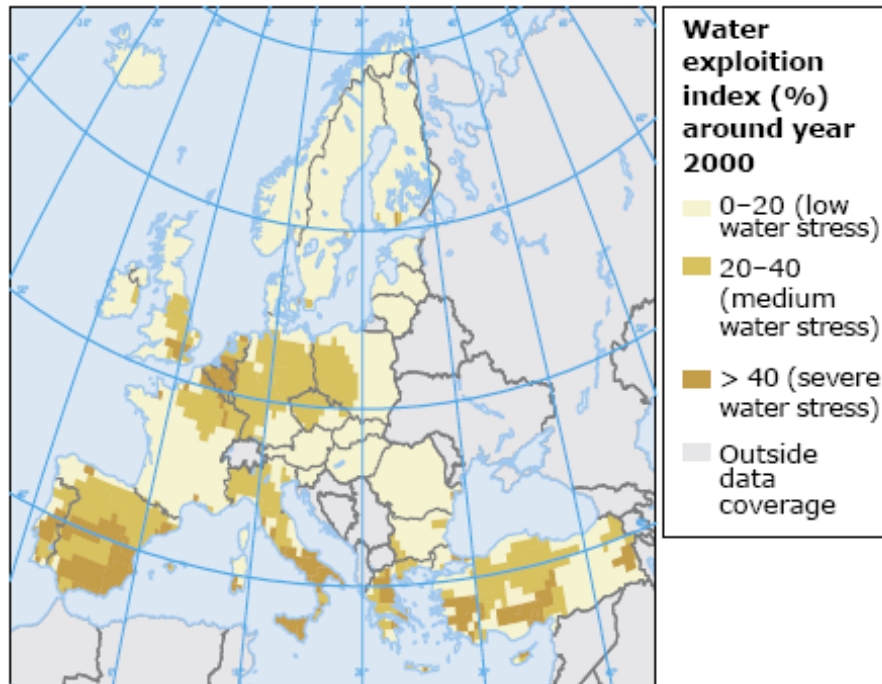 Water
exploition
index (%)
around year
2000
0–20 (low
water stress)
20–40
(medium
water stress)
> 40 (severe
water stress)
Outside
data
coverage